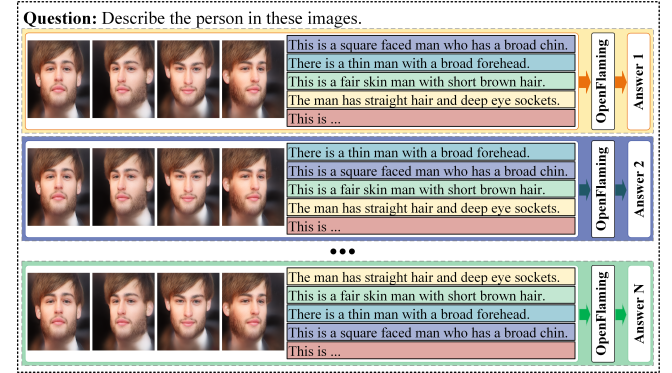 Question: Describe the person in these images.
This is a square faced man who has a broad chin.
There is a thin man with a broad forehead.
This is a fair skin man with short brown hair.
The man has straight hair and deep eye sockets.
This is ...
OpenFlaming
Answer 1
There is a thin man with a broad forehead.
This is a square faced man who has a broad chin.
This is a fair skin man with short brown hair.
The man has straight hair and deep eye sockets.
This is ...
OpenFlaming
Answer 2
•••
The man has straight hair and deep eye sockets.
This is a fair skin man with short brown hair.
There is a thin man with a broad forehead.
This is a square faced man who has a broad chin.
This is ...
OpenFlaming
Answer N